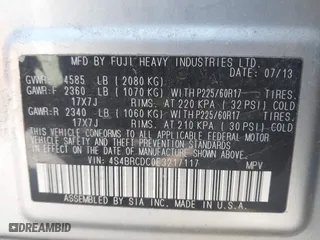 MFD BY FUJI HEAVY INDUSTRIES LTD.
GVWR: 4585 LB (2080 KG) DATE: 07/13
GAWR:F 2360 LB (1070 KG) WITH P225/60R17 TIRES,
17X7J RIMS, AT 220 KPA (32 PSI) COLD
GAWR:R 2340 LB (1060 KG) WITH P225/60R17 TIRES,
17X7J RIMS, AT 210 KPA (30 PSI) COLD
THIS VEHICLE CONFORMS TO ALL APPLICABLE
FEDERAL MOTOR VEHICLE SAFETY AND
THEFT PREVENTION STANDARDS IN EFFECT ON
THE DATE OF MANUFACTURE SHOWN ABOVE.
VIN: MPV
ASSEMBLED BY SIA INC. IN U.S.A.